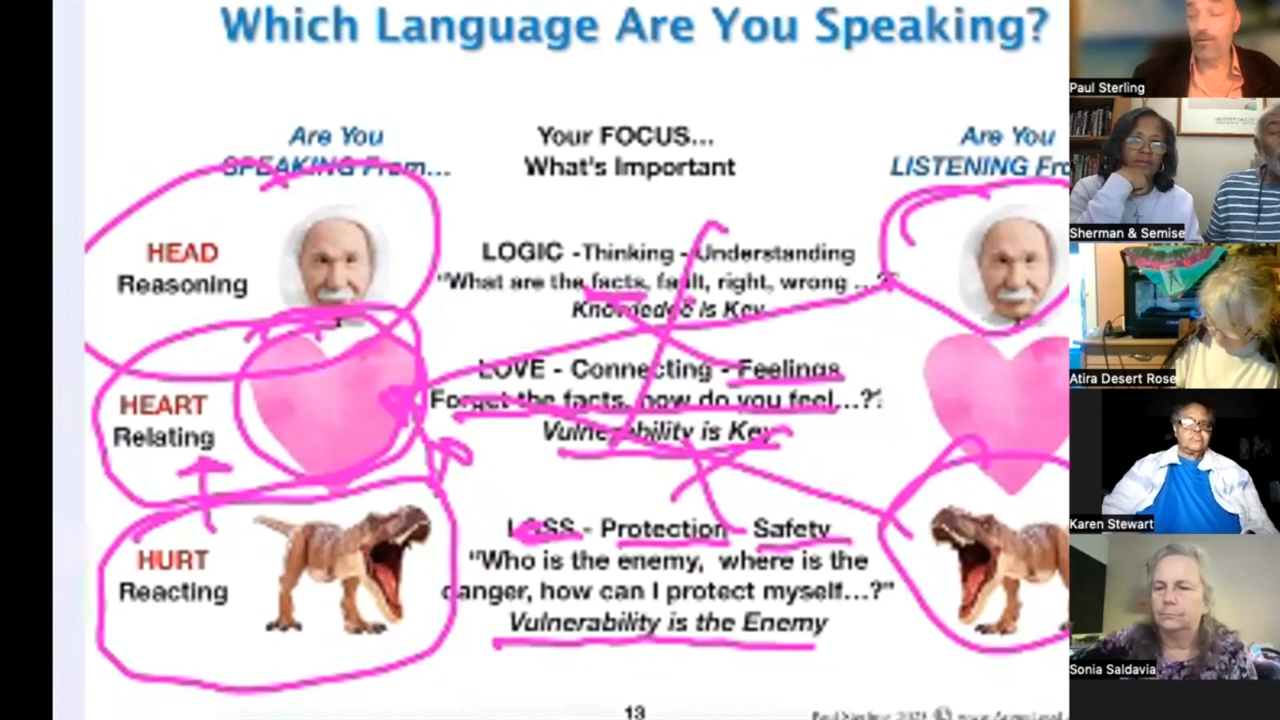 Which Language Are You Speaking?
Are You
SPEAKING From...
Your FOCUS...
What's Important
Are You
LISTENING Fro
HEAD
Reasoning
LOGIC -Thinking - Understanding
"What are the facts, fault, right, wrong ...?"
Knowledge is Key
HEART
Relating
LOVE - Connecting - Feelings
Forget the facts, how do you feel...?"
Vulnerability is Key
HURT
Reacting
LOSS - Protection - Safety
"Who is the enemy, where is the
danger, how can I protect myself...?"
Vulnerability is the Enemy
13
Paul Sterling
Sherman & Semise
Atira Desert Rose
Karen Stewart
Sonia Saldavia